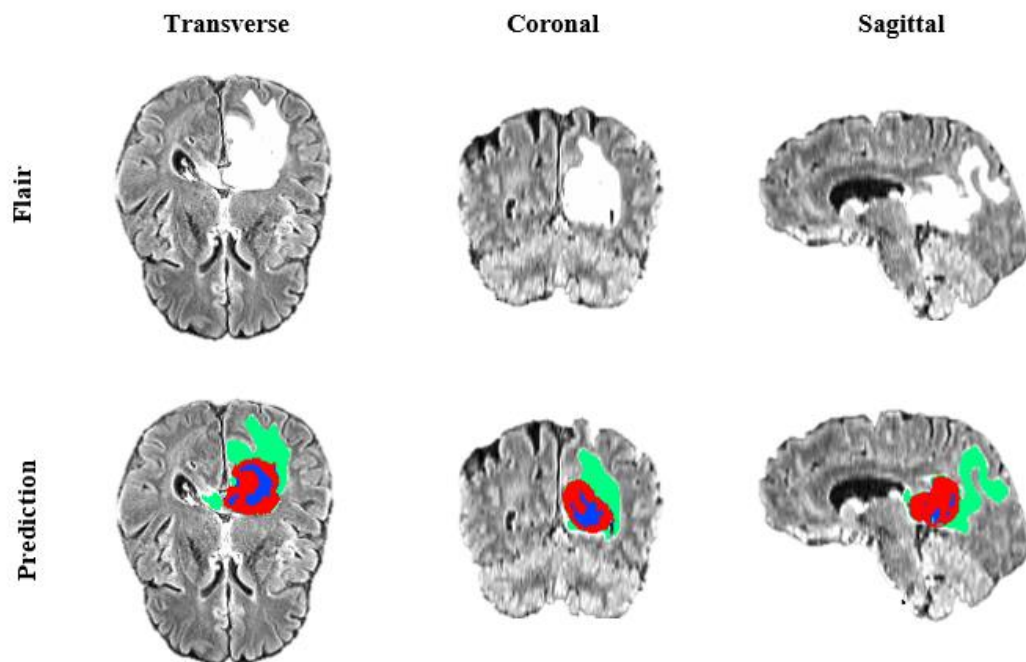 Transverse
Coronal
Sagittal
Flair
Prediction